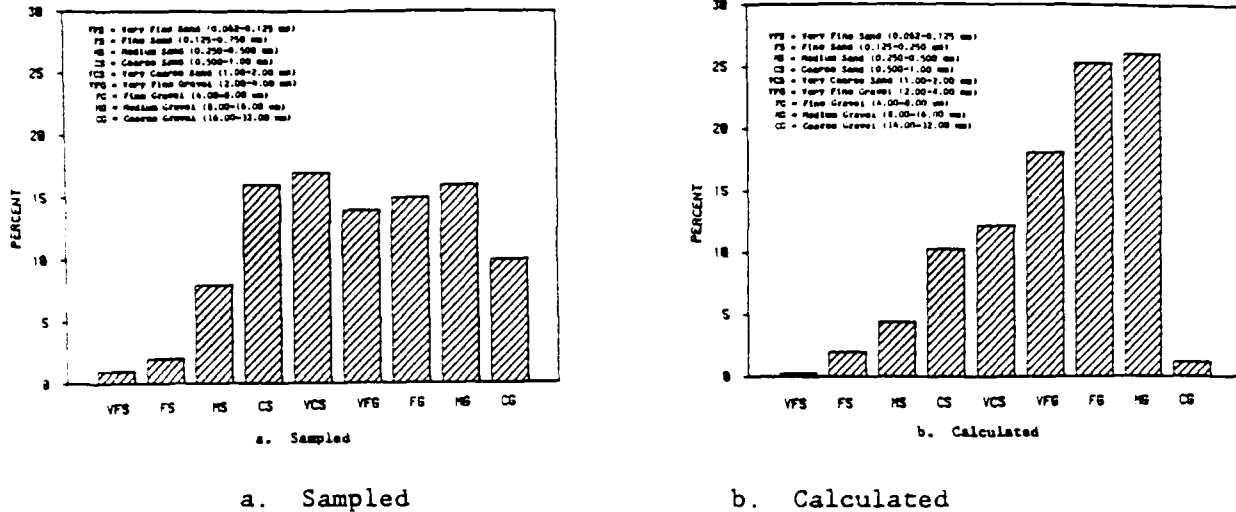 30
25
20
15
10
5
0
PERCENT
VFS = Very Fine Sand (0.062-0.125 mm)
FS = Fine Sand (0.125-0.250 mm)
MS = Medium Sand (0.250-0.500 mm)
CS = Coarse Sand (0.500-1.00 mm)
VCS = Very Coarse Sand (1.00-2.00 mm)
VFG = Very Fine Gravel (2.00-4.00 mm)
FG = Fine Gravel (4.00-8.00 mm)
MG = Medium Gravel (8.00-16.00 mm)
CG = Coarse Gravel (16.00-32.00 mm)
VFS FS MS CS VCS VFG FG MG CG
a. Sampled
30
25
20
15
10
5
0
PERCENT
VFS = Very Fine Sand (0.062-0.125 mm)
FS = Fine Sand (0.125-0.250 mm)
MS = Medium Sand (0.250-0.500 mm)
CS = Coarse Sand (0.500-1.00 mm)
VCS = Very Coarse Sand (1.00-2.00 mm)
VFG = Very Fine Gravel (2.00-4.00 mm)
FG = Fine Gravel (4.00-8.00 mm)
MG = Medium Gravel (8.00-16.00 mm)
CG = Coarse Gravel (16.00-32.00 mm)
VFS FS MS CS VCS VFG FG MG CG
b. Calculated
a. Sampled
b. Calculated